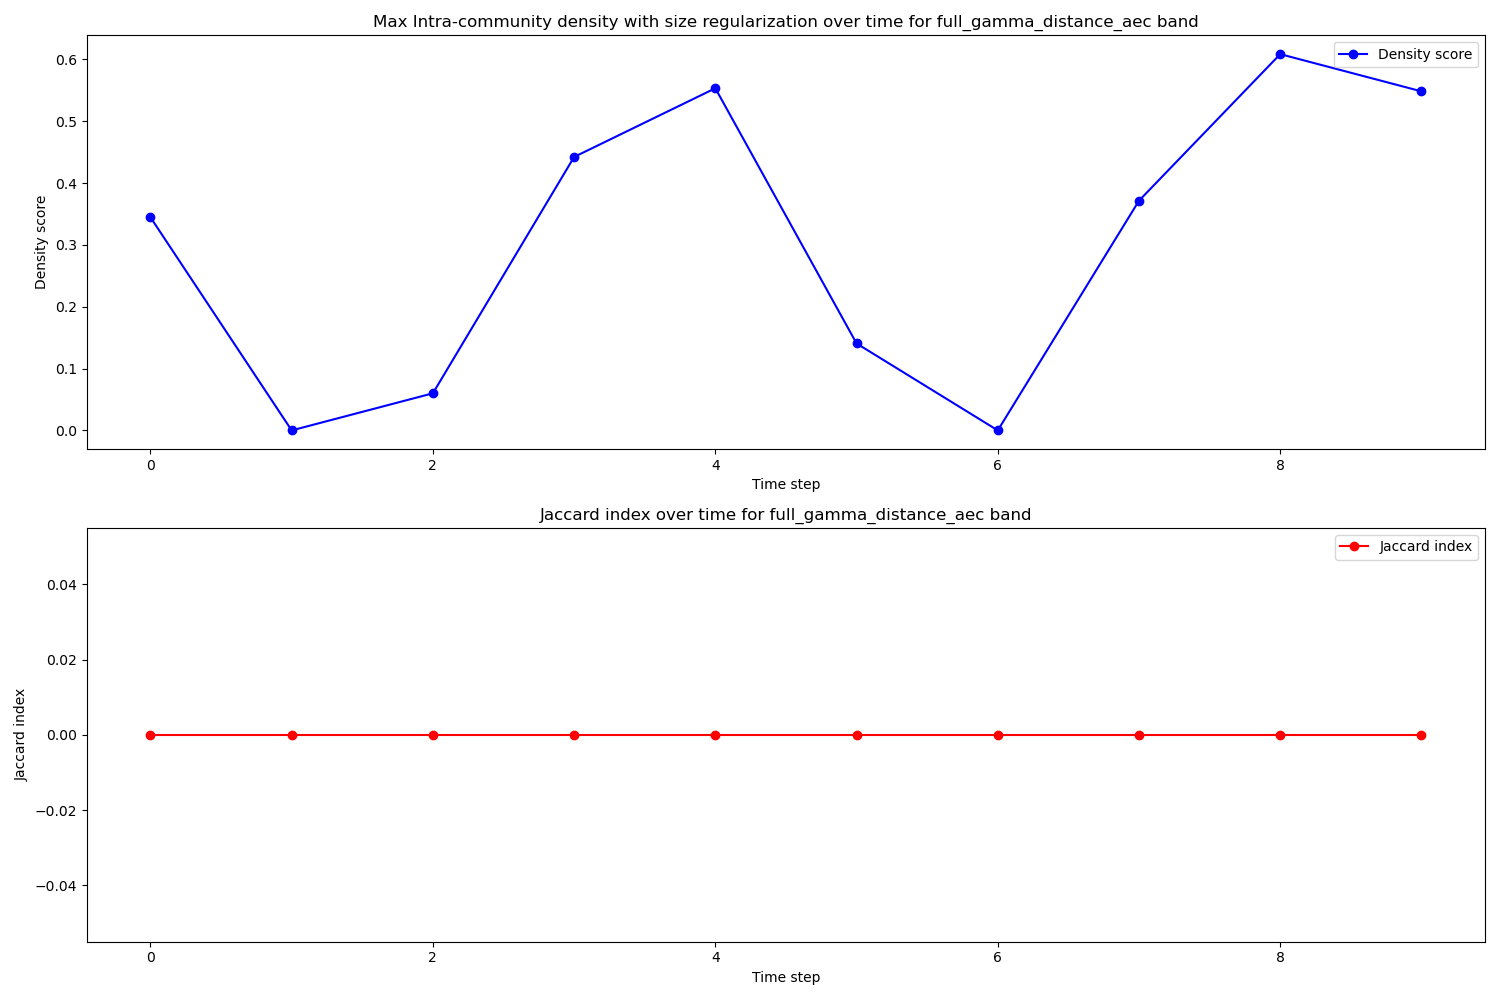 Max Intra-community density with size regularization over time for full_gamma_distance_aec band
Density score
0.6
0.5
0.4
0.3
0.2
0.1
0.0
Density score
0 2 4 6 8
Time step
Jaccard index over time for full_gamma_distance_aec band
Jaccard index
0.04
0.02
0.00
−0.02
−0.04
Jaccard index
0 2 4 6 8
Time step